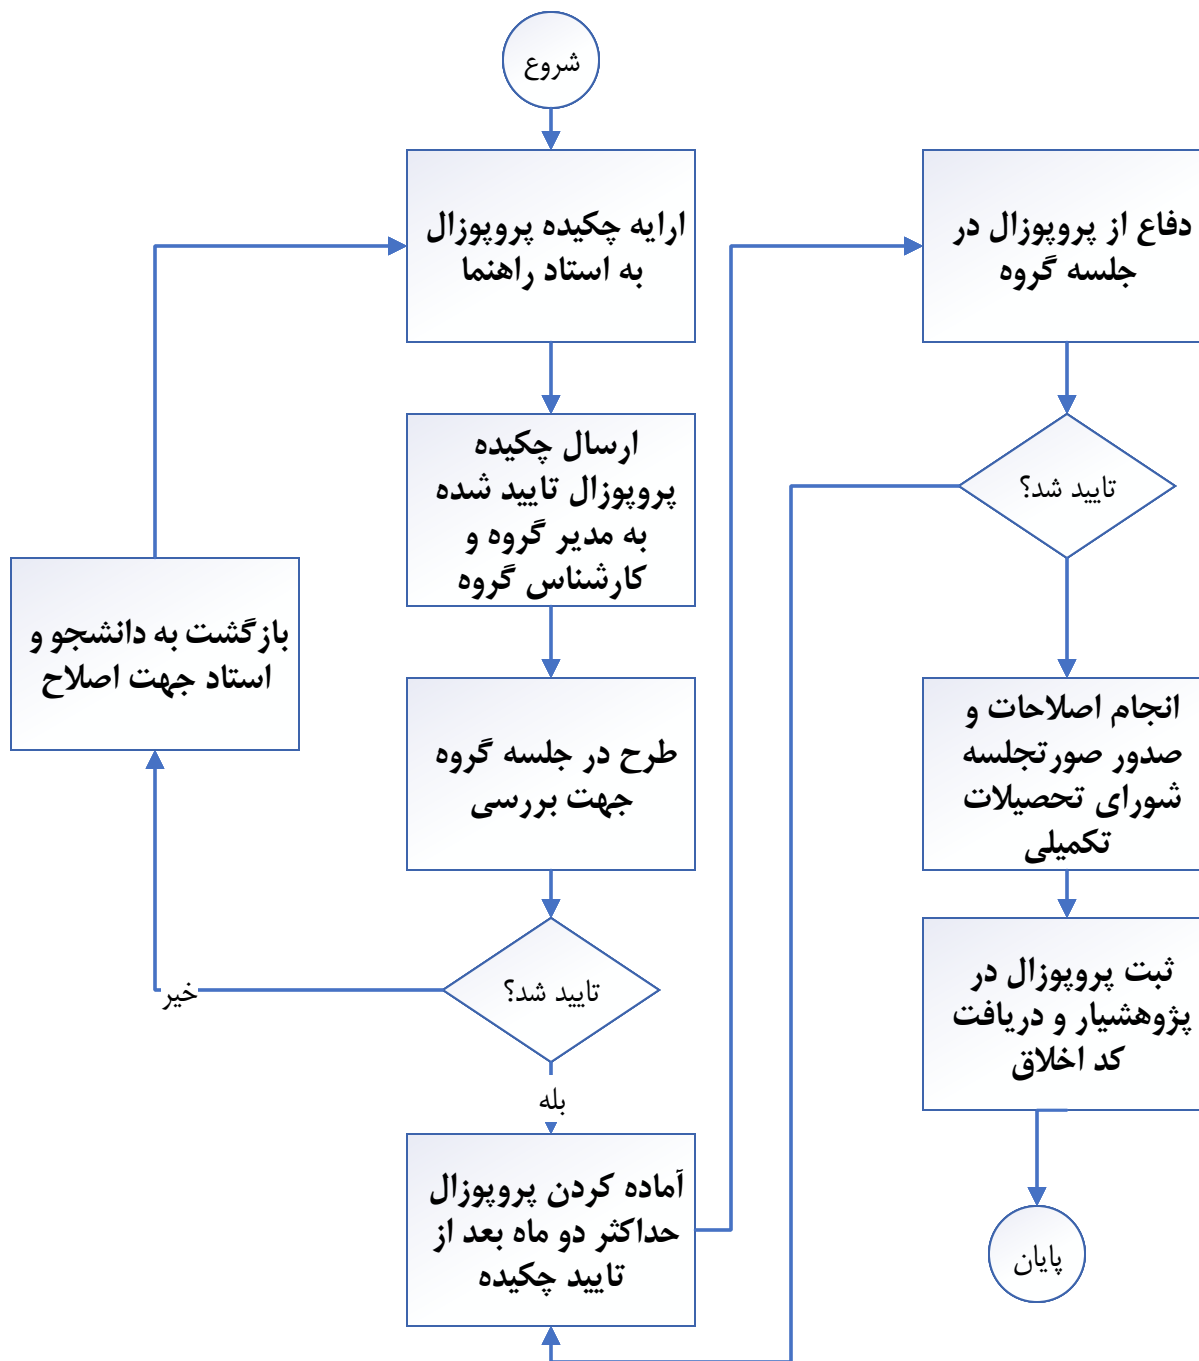 شروع
ارایه چکیده پروپوزال
به استاد راهنما
ارسال چکیده
پروپوزال تایید شده
به مدیر گروه و
کارشناس گروه
طرح در جلسه گروه
جهت بررسی
تایید شد؟
خیر
بازگشت به دانشجو و
استاد جهت اصلاح
بله
آماده کردن پروپوزال
حداکثر دو ماه بعد از
تایید چکیده
دفاع از پروپوزال در
جلسه گروه
تایید شد؟
انجام اصلاحات و
صدور صورتجلسه
شورای تحصیلات
تکمیلی
ثبت پروپوزال در
پژوهشیار و دریافت
کد اخلاق
پایان